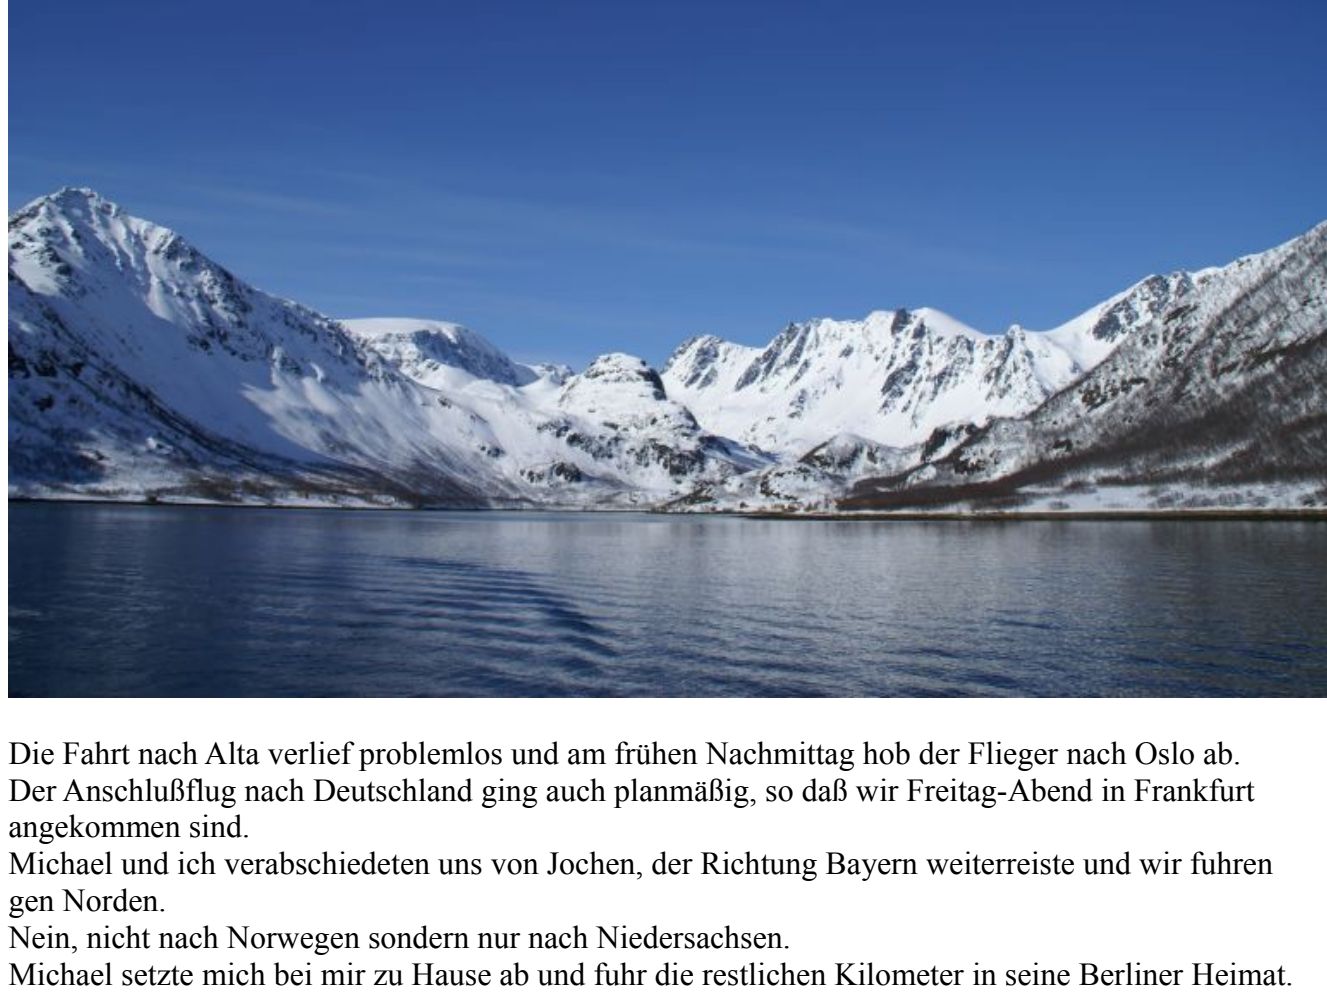 Die Fahrt nach Alta verlief problemlos und am frühen Nachmittag hob der Flieger nach Oslo ab.
Der Anschlußflug nach Deutschland ging auch planmäßig, so daß wir Freitag-Abend in Frankfurt
angekommen sind.
Michael und ich verabschiedeten uns von Jochen, der Richtung Bayern weiterreiste und wir fuhren
gen Norden.
Nein, nicht nach Norwegen sondern nur nach Niedersachsen.
Michael setzte mich bei mir zu Hause ab und fuhr die restlichen Kilometer in seine Berliner Heimat.